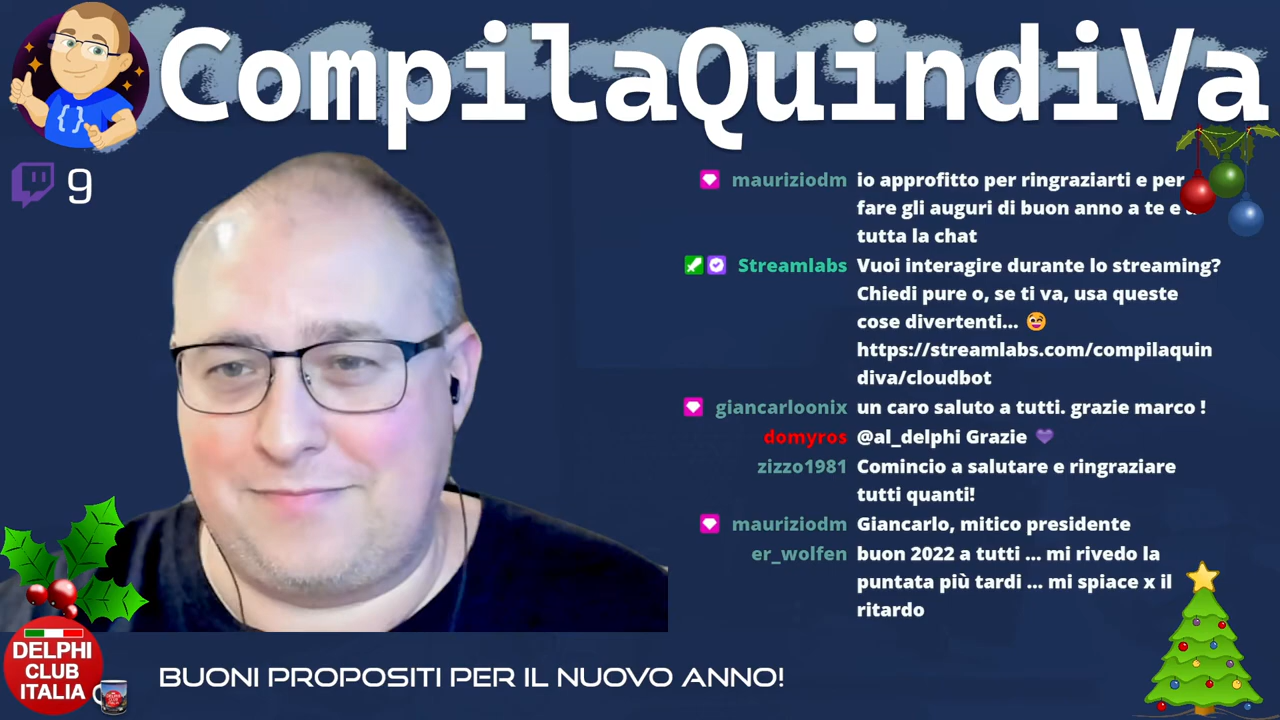 CompilaQuindiVa
{ }
9
mauriziodm io approfitto per ringraziarti e per
fare gli auguri di buon anno a te e a
tutta la chat
Streamlabs Vuoi interagire durante lo streaming?
Chiedi pure o, se ti va, usa queste
cose divertenti... 😄
https://streamlabs.com/compilaquin
diva/cloudbot
giancarloonix un caro saluto a tutti. grazie marco !
domyros @al_delphi Grazie 💜
zizzo1981 Comincio a salutare e ringraziare
tutti quanti!
mauriziodm Giancarlo, mitico presidente
er_wolfen buon 2022 a tutti ... mi rivedo la
puntata più tardi ... mi spiace x il
ritardo
DELPHI
CLUB
ITALIA
BUONI PROPOSITI PER IL NUOVO ANNO!